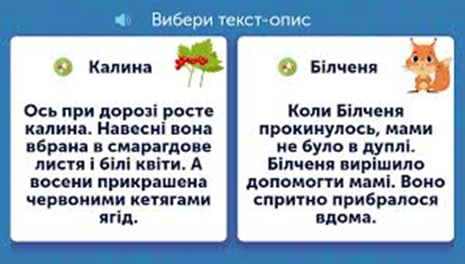 Вибери текст-опис
Калина
Ось при дорозі росте
калина. Навесні вона
вбрана в смарагдове
листя і білі квіти. А
восени прикрашена
червоними кетягами
ягід.
Білченя
Коли Білченя
прокинулось, мами
не було в дуплі.
Білченя вирішило
допомогти мамі. Воно
спритно прибралося
вдома.